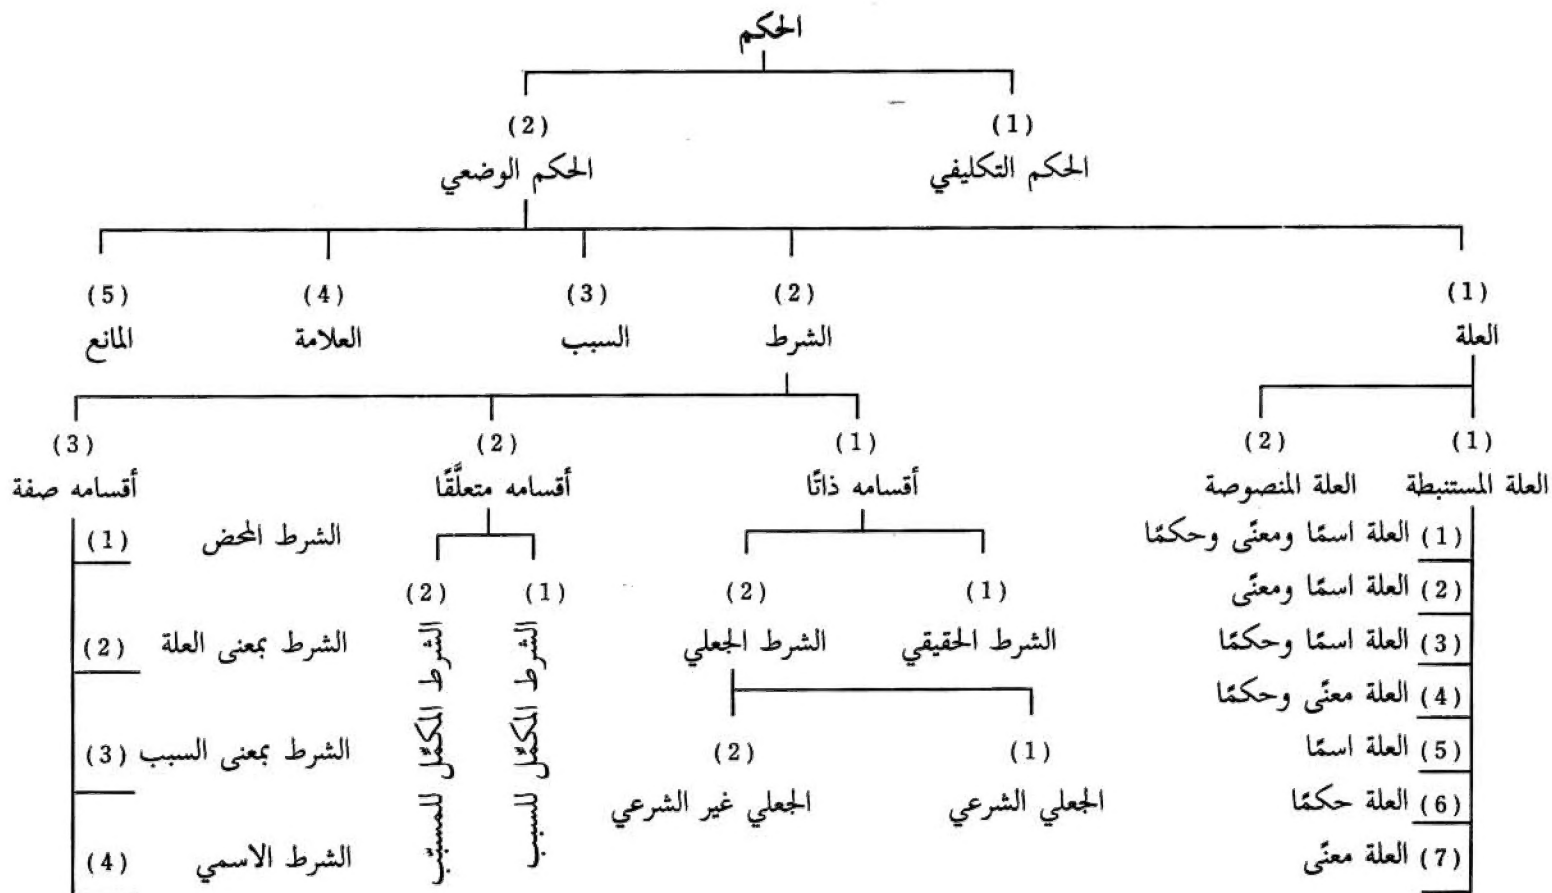 الحكم
(1) (2)
الحكم التكليفي الحكم الوضعي
(1) (2) (3) (4) (5)
العلة الشرط السبب العلامة المانع
(1) (2) (1) (2) (3)
العلة المستنبطة العلة المنصوصة أقسامه ذاتًا أقسامه متعلَّقًا أقسامه صفة
(1) العلة اسمًا ومعنًى وحكمًا
(2) العلة اسمًا ومعنًى
(3) العلة اسمًا وحكمًا
(4) العلة معنًى وحكمًا
(5) العلة اسمًا
(6) العلة حكمًا
(7) العلة معنًى
(1) (2)
الشرط الحقيقي الشرط الجعلي
(1) (2)
الجعلي الشرعي الجعلي غير الشرعي
(1) (2)
الشرط المكمّل للسبب
الشرط المكمّل للمسبّب
(1) الشرط المحض
(2) الشرط بمعنى العلة
(3) الشرط بمعنى السبب
(4) الشرط الاسمي